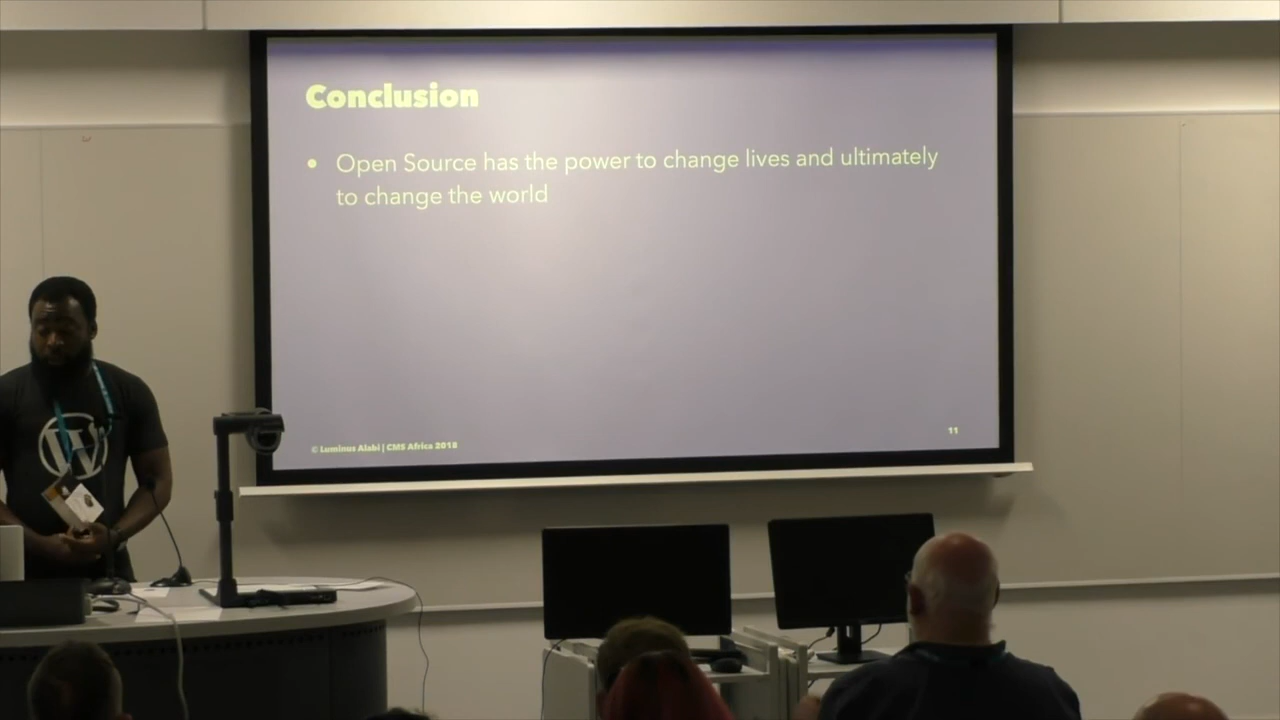 Conclusion
• Open Source has the power to change lives and ultimately
to change the world
© Luminus Alabi | CMS Africa 2018
11